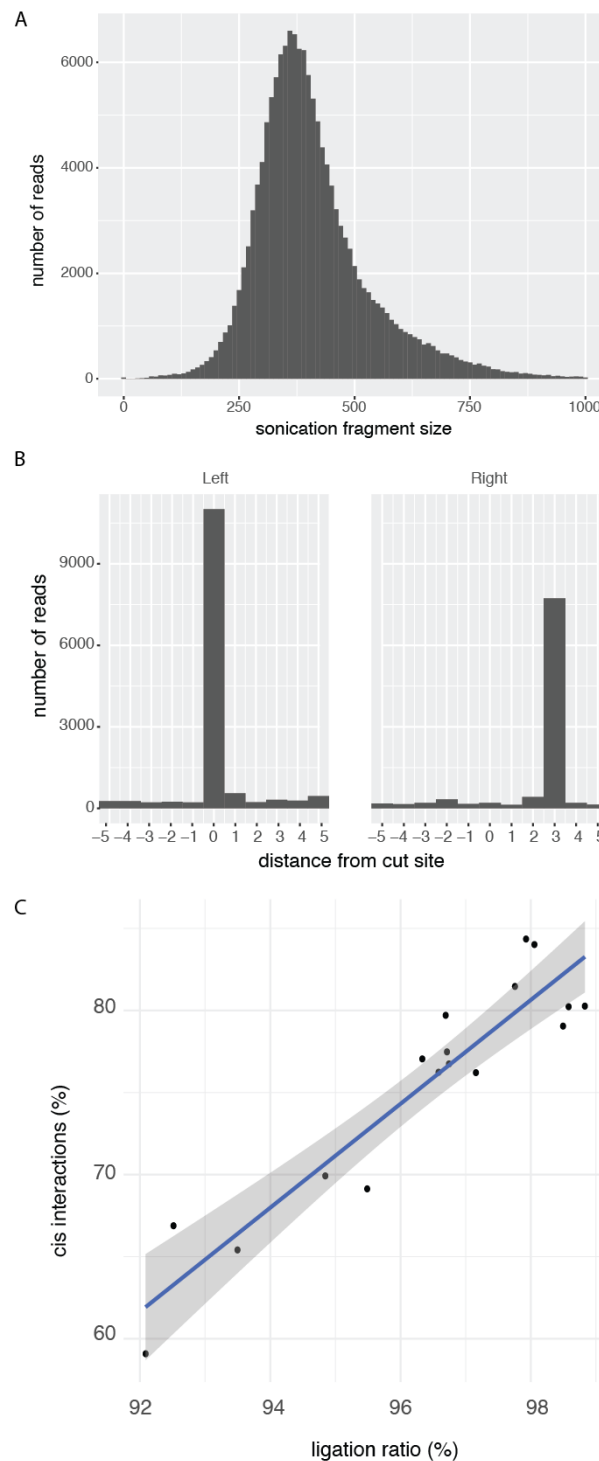 A
6000
4000
2000
0
number of reads
0 250 500 750 1000
sonication fragment size
B
Left Right
9000
6000
3000
0
number of reads
−5 −4 −3 −2 −1 0 1 2 3 4 5 −5 −4 −3 −2 −1 0 1 2 3 4 5
distance from cut site
C
80
70
60
cis interactions (%)
92 94 96 98
ligation ratio (%)